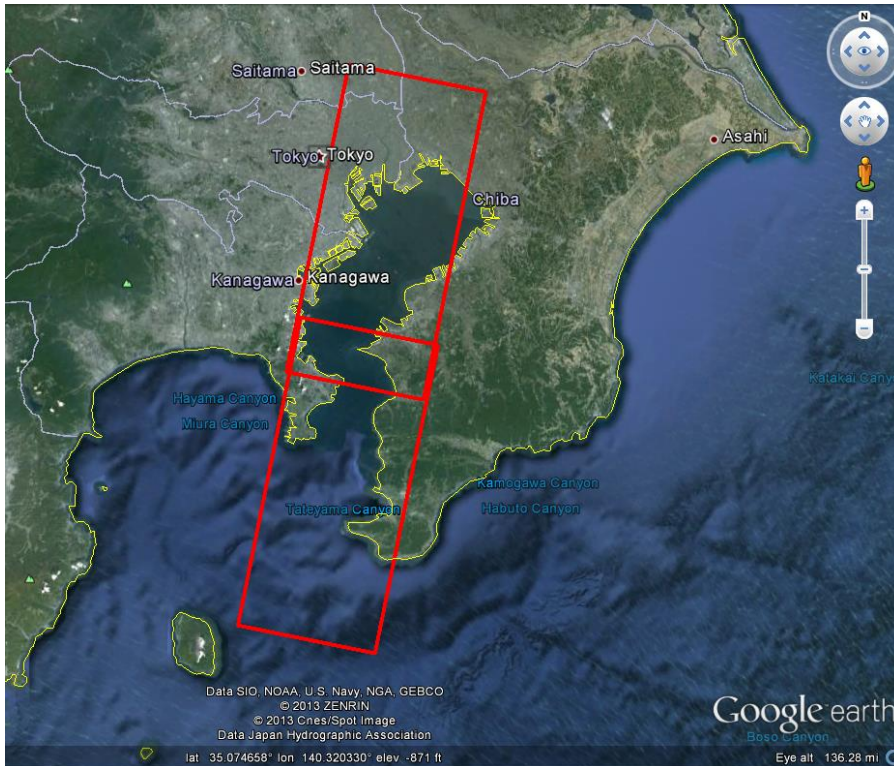 N
Saitama Saitama
Asahi
Tokyo Tokyo
Chiba
Kanagawa Kanagawa
Katakai Cany
Hayama Canyon
Miura Canyon
Kamogawa Canyon
Tateyama Canyon
Habuto Canyon
Data SIO, NOAA, U.S. Navy, NGA, GEBCO
© 2013 ZENRIN
© 2013 Cnes/Spot Image
Data Japan Hydrographic Association
Google earth
Boso Canyon
lat 35.074658° lon 140.320330° elev -871 ft
Eye alt 136.28 mi